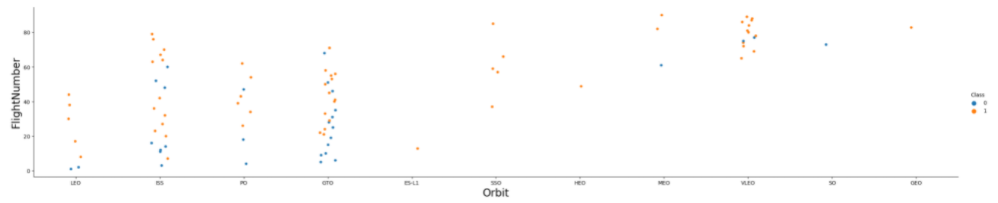 FlightNumber
80
60
40
20
0
LEO
ISS
PO
GTO
ES-L1
SSO
HEO
MEO
VLEO
SO
GEO
Orbit
Class
0
1